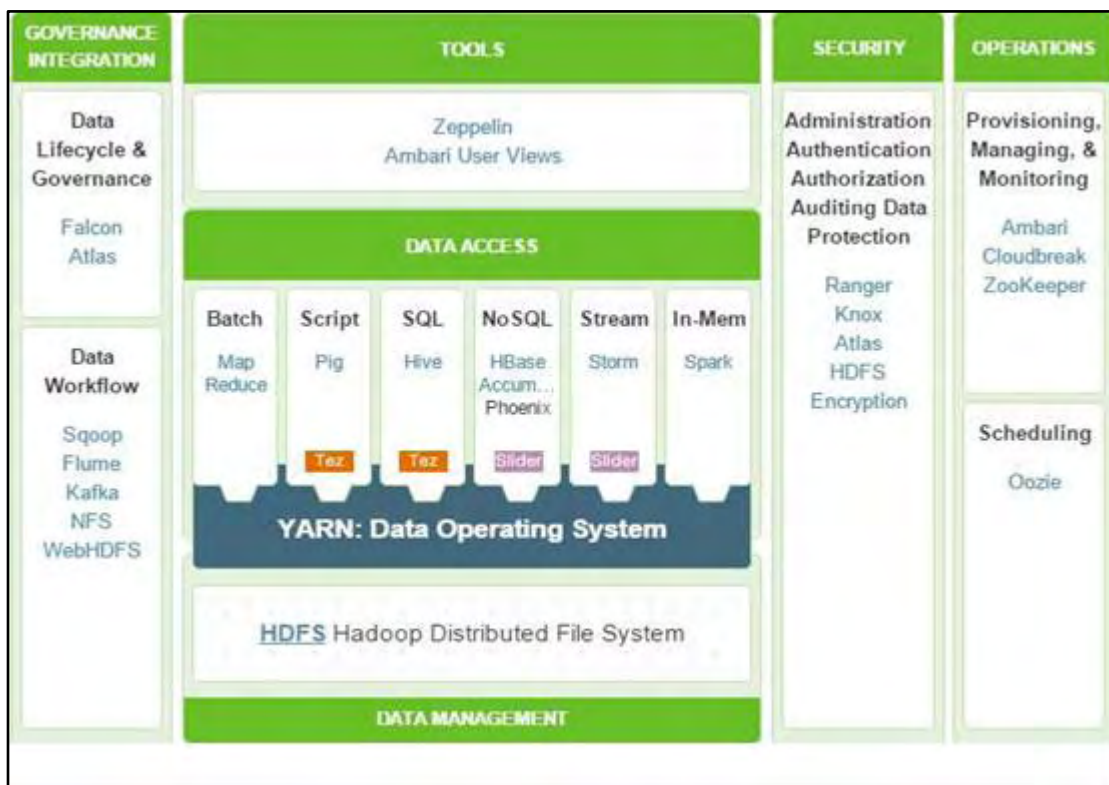 GOVERNANCE
INTEGRATION
Data
Lifecycle &
Governance
Falcon
Atlas
Data
Workflow
Sqoop
Flume
Kafka
NFS
WebHDFS
TOOLS
Zeppelin
Ambari User Views
DATA ACCESS
Batch
Map
Reduce
Script
Pig
Tez
SQL
Hive
Tez
NoSQL
HBase
Accum...
Phoenix
Slider
Stream
Storm
Slider
In-Mem
Spark
YARN: Data Operating System
HDFS Hadoop Distributed File System
DATA MANAGEMENT
SECURITY
Administration
Authentication
Authorization
Auditing Data
Protection
Ranger
Knox
Atlas
HDFS
Encryption
OPERATIONS
Provisioning,
Managing, &
Monitoring
Ambari
Cloudbreak
ZooKeeper
Scheduling
Oozie